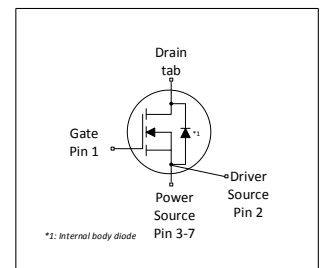 Drain
tab
*1
Gate
Pin 1
Driver
Source
Pin 2
Power
Source
Pin 3-7
*1: Internal body diode